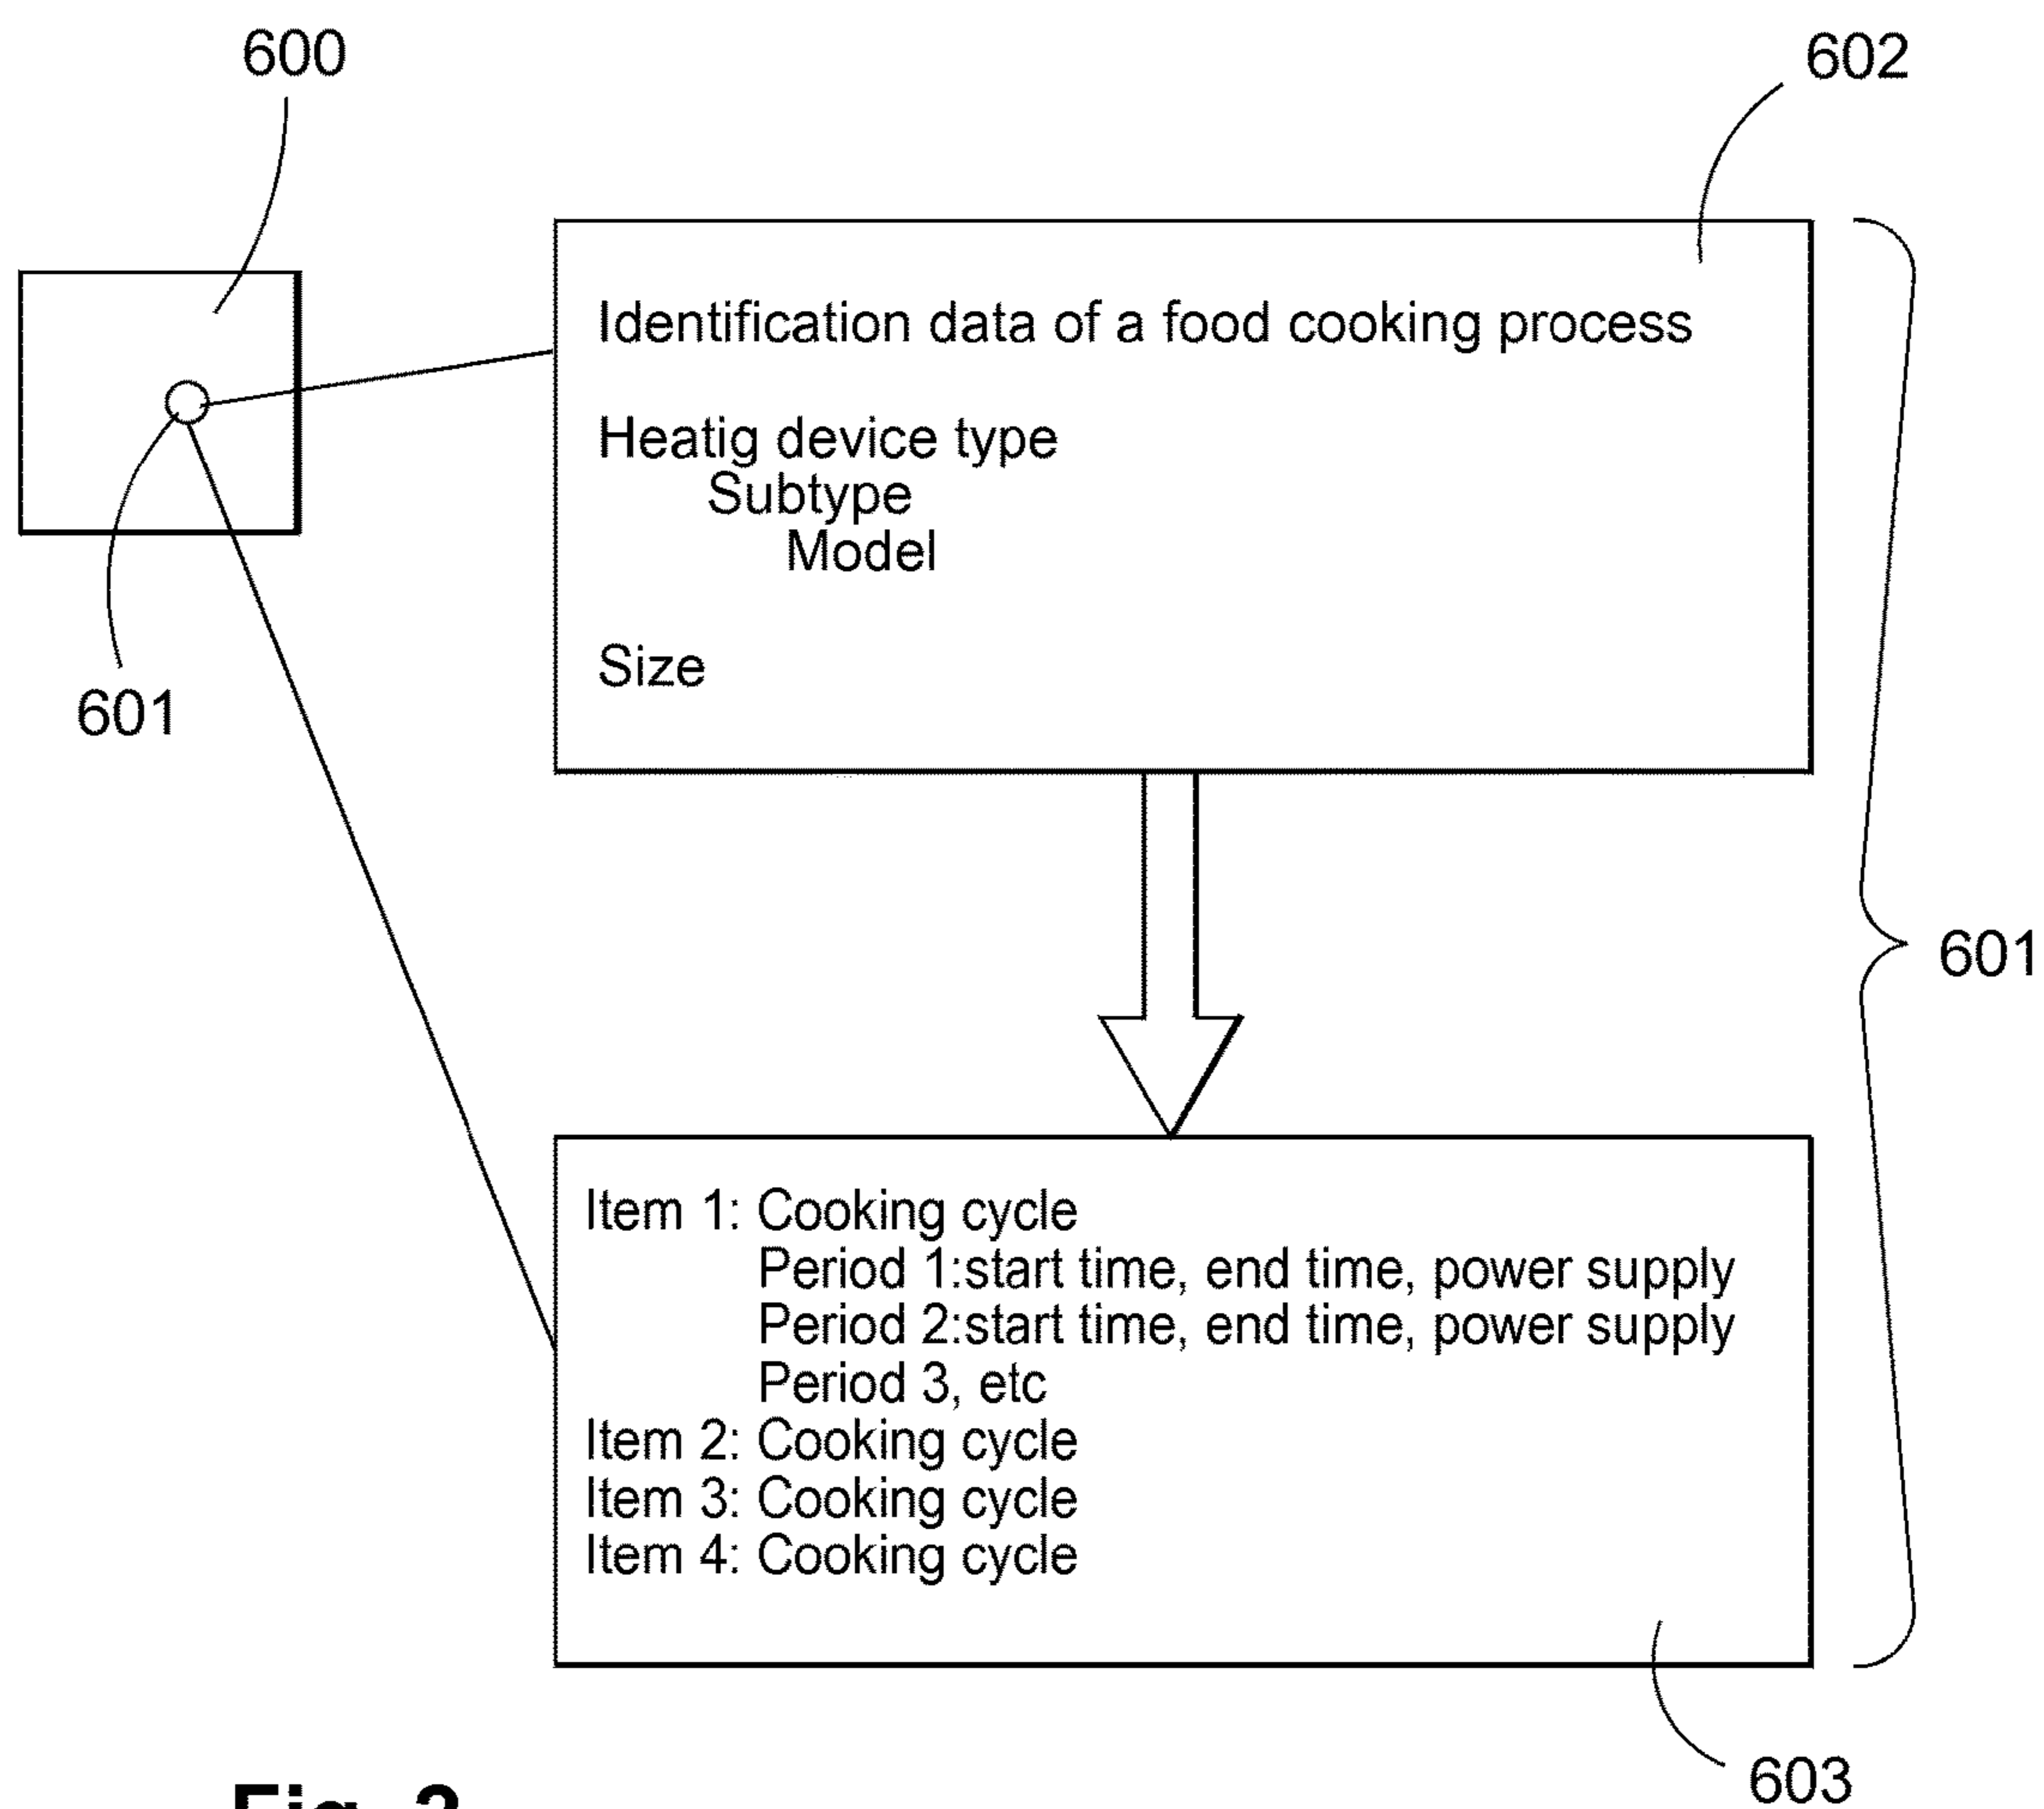 600
602
Identification data of a food cooking process
Heatig device type
Subtype
Model
Size
601
601
Item 1: Cooking cycle
Period 1:start time, end time, power supply
Period 2:start time, end time, power supply
Period 3, etc
Item 2: Cooking cycle
Item 3: Cooking cycle
Item 4: Cooking cycle
603